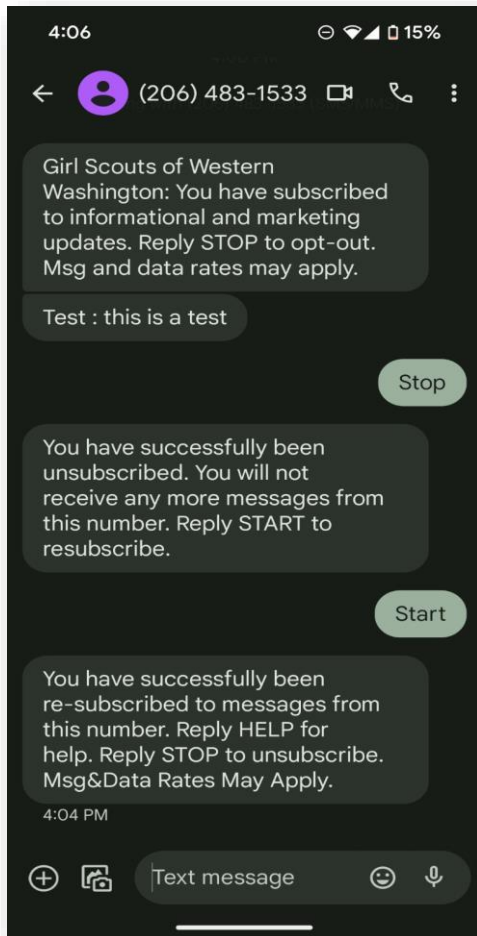 4:06 15%
(206) 483-1533
Girl Scouts of Western
Washington: You have subscribed
to informational and marketing
updates. Reply STOP to opt-out.
Msg and data rates may apply.
Test : this is a test
Stop
You have successfully been
unsubscribed. You will not
receive any more messages from
this number. Reply START to
resubscribe.
Start
You have successfully been
re-subscribed to messages from
this number. Reply HELP for
help. Reply STOP to unsubscribe.
Msg&Data Rates May Apply.
4:04 PM
Text message